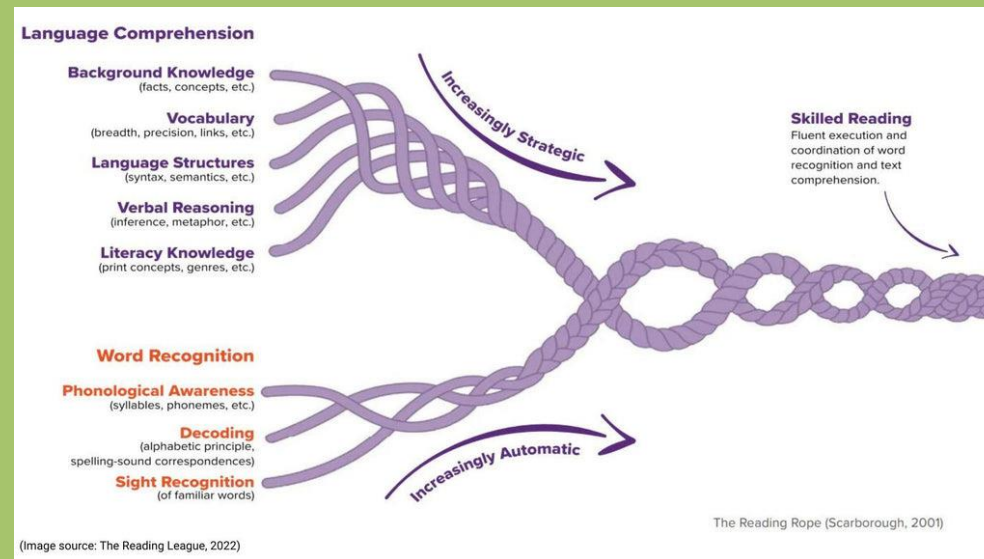 Language Comprehension
Background Knowledge
(facts, concepts, etc.)
Vocabulary
(breadth, precision, links, etc.)
Language Structures
(syntax, semantics, etc.)
Verbal Reasoning
(inference, metaphor, etc.)
Literacy Knowledge
(print concepts, genres, etc.)
Increasingly Strategic
Skilled Reading
Fluent execution and
coordination of word
recognition and text
comprehension.
Word Recognition
Phonological Awareness
(syllables, phonemes, etc.)
Decoding
(alphabetic principle,
spelling-sound correspondences)
Sight Recognition
(of familiar words)
Increasingly Automatic
The Reading Rope (Scarborough, 2001)
(Image source: The Reading League, 2022)